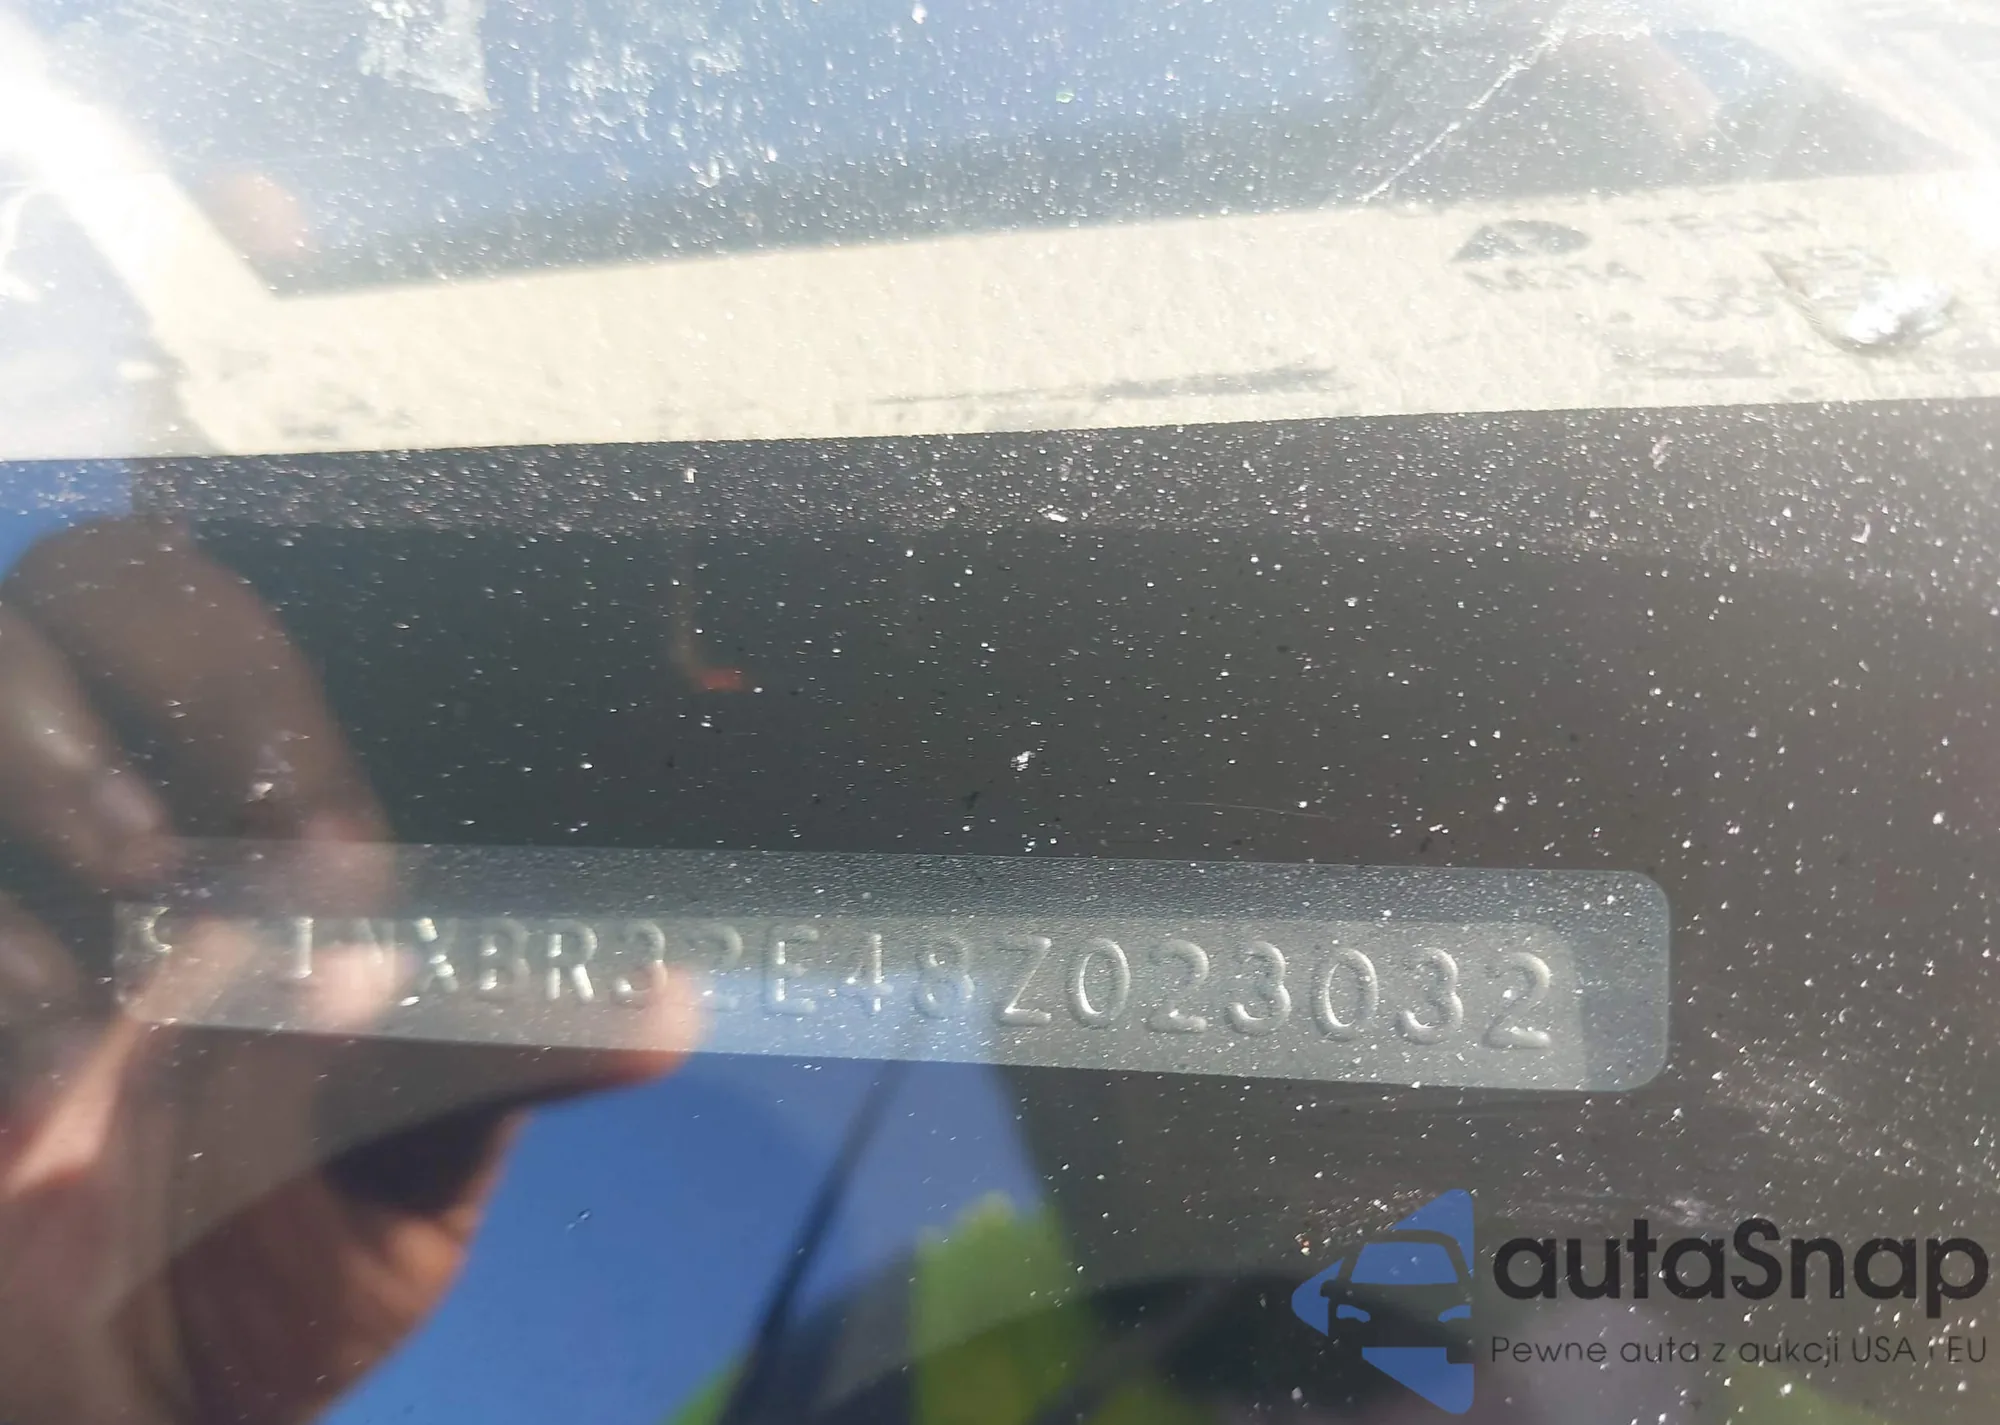 1NXBR32E48Z023032
autaSnap
Pewne auta z aukcji USA i EU